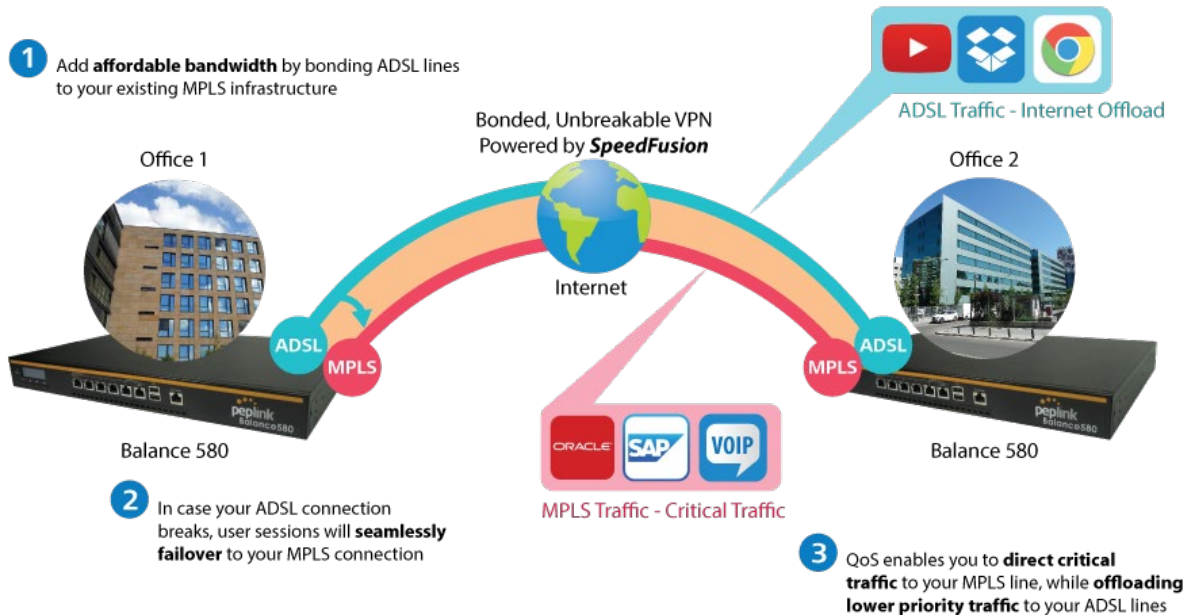 1
Add affordable bandwidth by bonding ADSL lines
to your existing MPLS infrastructure
ADSL Traffic - Internet Offload
Bonded, Unbreakable VPN
Powered by SpeedFusion
Office 1
Office 2
Internet
ADSL
MPLS
MPLS
ADSL
peplink
Balance580
peplink
Balance580
Balance 580
Balance 580
ORACLE
SAP
VOIP
MPLS Traffic - Critical Traffic
2
In case your ADSL connection
breaks, user sessions will seamlessly
failover to your MPLS connection
3
QoS enables you to direct critical
traffic to your MPLS line, while offloading
lower priority traffic to your ADSL lines